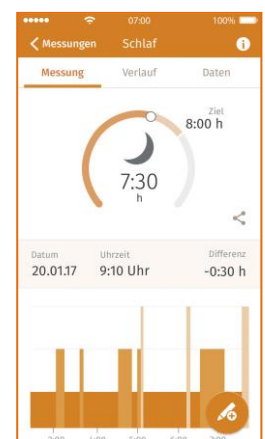 07:00 100%
Messungen Schlaf
Messung Verlauf Daten
Ziel
8:00 h
7:30
h
Datum Uhrzeit Differenz
20.01.17 9:10 Uhr -0:30 h